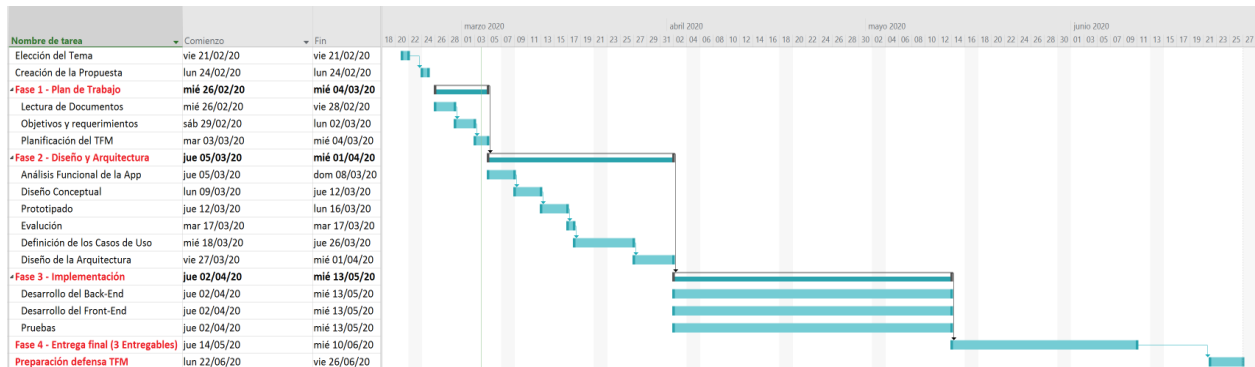 marzo 2020 abril 2020 mayo 2020 junio 2020
Nombre de tarea Comienzo Fin 18 20 22 24 26 28 01 03 05 07 09 11 13 15 17 19 21 23 25 27 29 31 02 04 06 08 10 12 14 16 18 20 22 24 26 28 30 02 04 06 08 10 12 14 16 18 20 22 24 26 28 30 01 03 05 07 09 11 13 15 17 19 21 23 25 27
Elección del Tema vie 21/02/20 vie 21/02/20
Creación de la Propuesta lun 24/02/20 lun 24/02/20
Fase 1 - Plan de Trabajo mié 26/02/20 mié 04/03/20
Lectura de Documentos mié 26/02/20 vie 28/02/20
Objetivos y requerimientos sáb 29/02/20 lun 02/03/20
Planificación del TFM mar 03/03/20 mié 04/03/20
Fase 2 - Diseño y Arquitectura jue 05/03/20 mié 01/04/20
Análisis Funcional de la App jue 05/03/20 dom 08/03/20
Diseño Conceptual lun 09/03/20 jue 12/03/20
Prototipado jue 12/03/20 lun 16/03/20
Evalución mar 17/03/20 mar 17/03/20
Definición de los Casos de Uso mié 18/03/20 jue 26/03/20
Diseño de la Arquitectura vie 27/03/20 mié 01/04/20
Fase 3 - Implementación jue 02/04/20 mié 13/05/20
Desarrollo del Back-End jue 02/04/20 mié 13/05/20
Desarrollo del Front-End jue 02/04/20 mié 13/05/20
Pruebas jue 02/04/20 mié 13/05/20
Fase 4 - Entrega final (3 Entregables) jue 14/05/20 mié 10/06/20
Preparación defensa TFM lun 22/06/20 vie 26/06/20